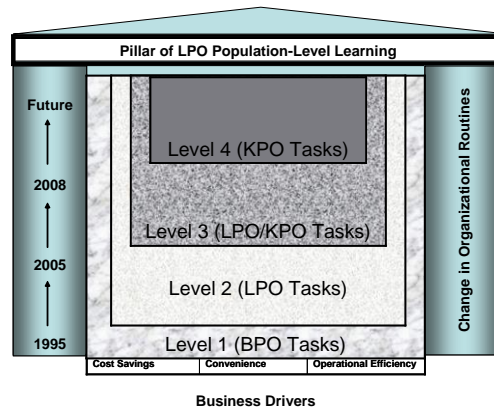 Pillar of LPO Population-Level Learning
Future
2008
2005
1995
Level 4 (KPO Tasks)
Level 3 (LPO/KPO Tasks)
Level 2 (LPO Tasks)
Level 1 (BPO Tasks)
Change in Organizational Routines
Cost Savings
Convenience
Operational Efficiency
Business Drivers